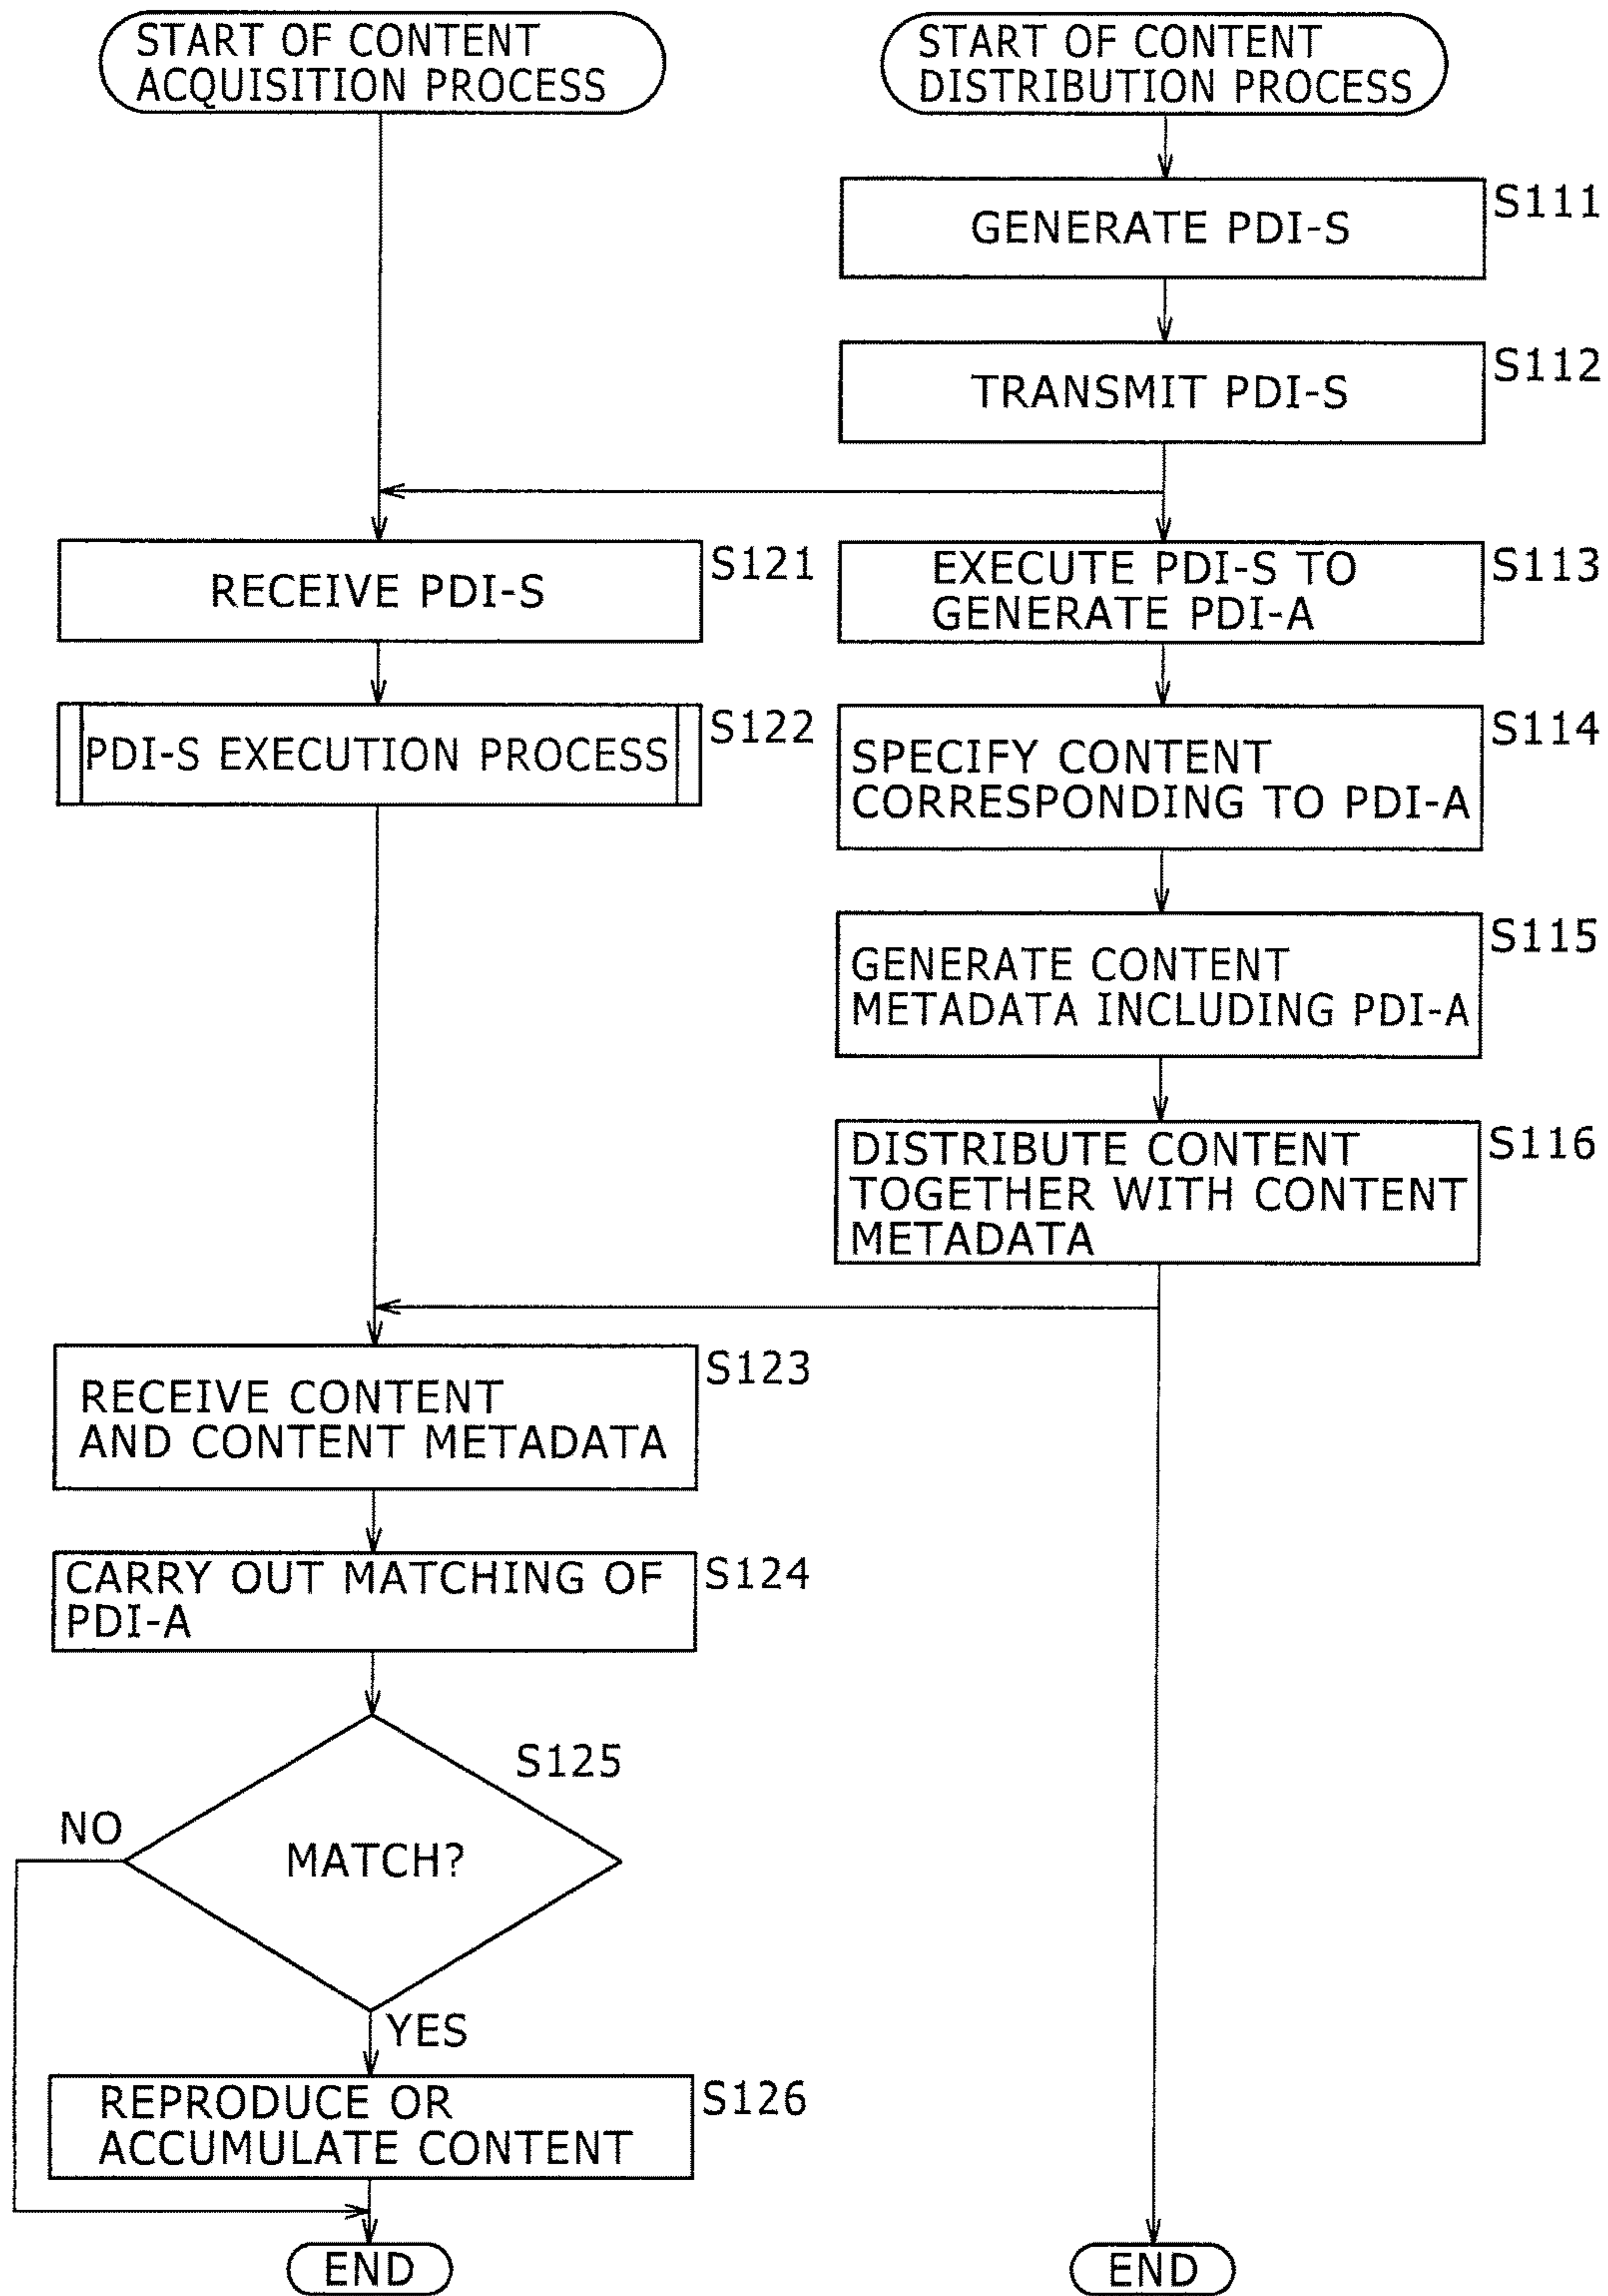 START OF CONTENT
ACQUISITION PROCESS
START OF CONTENT
DISTRIBUTION PROCESS
GENERATE PDI-S
S111
TRANSMIT PDI-S
S112
RECEIVE PDI-S
S121
EXECUTE PDI-S TO
GENERATE PDI-A
S113
PDI-S EXECUTION PROCESS
S122
SPECIFY CONTENT
CORRESPONDING TO PDI-A
S114
GENERATE CONTENT
METADATA INCLUDING PDI-A
S115
DISTRIBUTE CONTENT
TOGETHER WITH CONTENT
METADATA
S116
RECEIVE CONTENT
AND CONTENT METADATA
S123
CARRY OUT MATCHING OF
PDI-A
S124
S125
NO
MATCH?
YES
REPRODUCE OR
ACCUMULATE CONTENT
S126
END
END